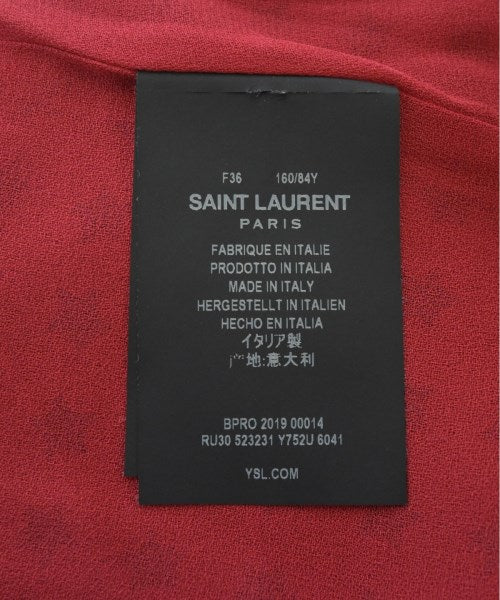 F36 160/84Y
SAINT LAURENT
PARIS
FABRIQUE EN ITALIE
PRODOTTO IN ITALIA
MADE IN ITALY
HERGESTELLT IN ITALIEN
HECHO EN ITALIA
イタリア製
产地:意大利
BPRO 2019 00014
RU30 523231 Y752U 6041
YSL.COM